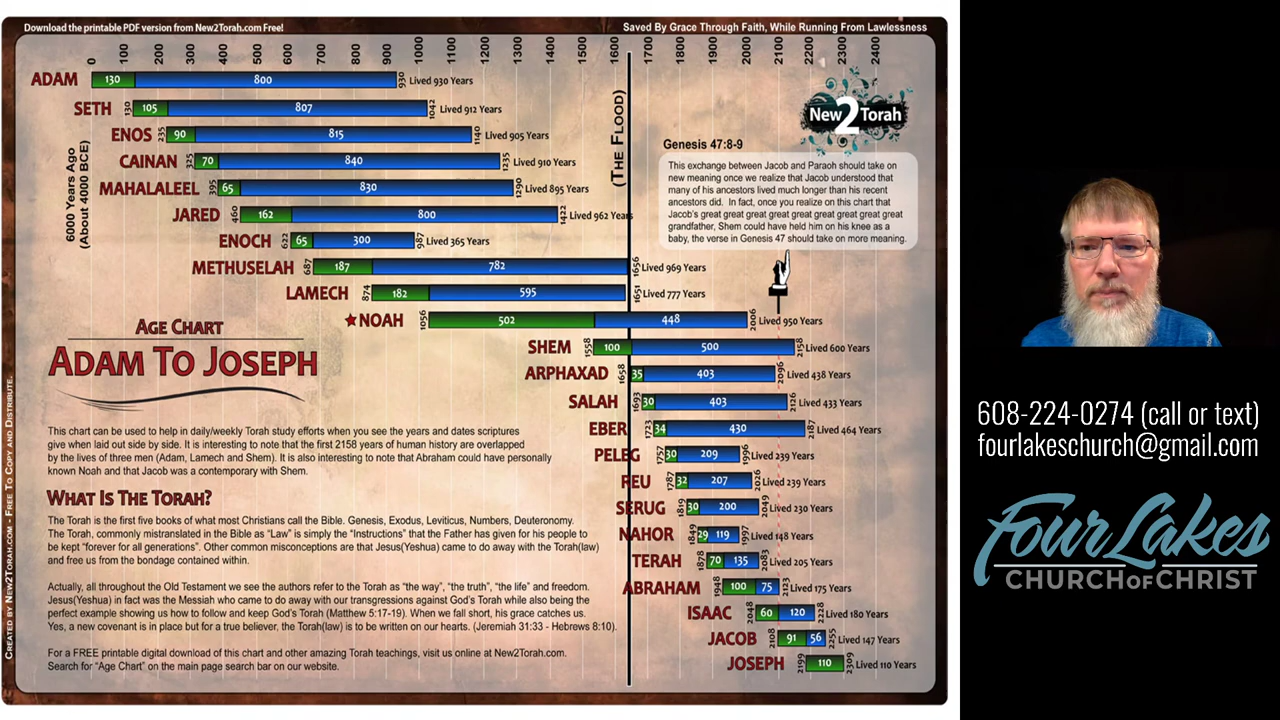 Download the printable PDF version from New2Torah.com Free!
Saved By Grace Through Faith, While Running From Lawlessness
0 100 200 300 400 500 600 700 800 900 1000 1100 1200 1300 1400 1500 1600 1700 1800 1900 2000 2100 2200 2300 2400
ADAM 130 800 930 Lived 930 Years
SETH 130 105 807 1042 Lived 912 Years
ENOS 235 90 815 1140 Lived 905 Years
CAINAN 325 70 840 1235 Lived 910 Years
MAHALALEEL 395 65 830 1290 Lived 895 Years
JARED 460 162 800 1422 Lived 962 Years
ENOCH 622 65 300 987 Lived 365 Years
METHUSELAH 687 187 782 1656 Lived 969 Years
LAMECH 874 182 595 1651 Lived 777 Years
★NOAH 1056 502 448 2006 Lived 950 Years
SHEM 1558 100 500 2158 Lived 600 Years
ARPHAXAD 1658 35 403 2096 Lived 438 Years
SALAH 1693 30 403 2126 Lived 433 Years
EBER 1723 34 430 2187 Lived 464 Years
PELEG 1757 30 209 1996 Lived 239 Years
REU 1787 32 207 2026 Lived 239 Years
SERUG 1819 30 200 2049 Lived 230 Years
NAHOR 1849 29 119 1997 Lived 148 Years
TERAH 1878 70 135 2083 Lived 205 Years
ABRAHAM 1948 100 75 2123 Lived 175 Years
ISAAC 2048 60 120 2228 Lived 180 Years
JACOB 2108 91 56 2255 Lived 147 Years
JOSEPH 2199 110 2309 Lived 110 Years
6000 Years Ago
(About 4000 BCE)
(THE FLOOD)
New 2 Torah
Genesis 47:8-9
This exchange between Jacob and Paraoh should take on
new meaning once we realize that Jacob understood that
many of his ancestors lived much longer than his recent
ancestors did. In fact, once you realize on this chart that
Jacob's great great great great great great great great great
grandfather, Shem could have held him on his knee as a
baby, the verse in Genesis 47 should take on more meaning.
AGE CHART
ADAM TO JOSEPH
This chart can be used to help in daily/weekly Torah study efforts when you see the years and dates scriptures
give when laid out side by side. It is interesting to note that the first 2158 years of human history are overlapped
by the lives of three men (Adam, Lamech and Shem). It is also interesting to note that Abraham could have personally
known Noah and that Jacob was a contemporary with Shem.
WHAT IS THE TORAH?
The Torah is the first five books of what most Christians call the Bible. Genesis, Exodus, Leviticus, Numbers, Deuteronomy.
The Torah, commonly mistranslated in the Bible as "Law" is simply the "Instructions" that the Father has given for his people to
be kept "forever for all generations". Other common misconceptions are that Jesus(Yeshua) came to do away with the Torah(law)
and free us from the bondage contained within.
Actually, all throughout the Old Testament we see the authors refer to the Torah as "the way", "the truth", "the life" and freedom.
Jesus(Yeshua) in fact was the Messiah who came to do away with our transgressions against God's Torah while also being the
perfect example showing us how to follow and keep God's Torah (Matthew 5:17-19). When we fall short, his grace catches us.
Yes, a new covenant is in place but for a true believer, the Torah(law) is to be written on our hearts. (Jeremiah 31:33 - Hebrews 8:10).
For a FREE printable digital download of this chart and other amazing Torah teachings, visit us online at New2Torah.com.
Search for "Age Chart" on the main page search bar on our website.
CREATED BY NEW2TORAH.COM - FREE TO COPY AND DISTRIBUTE.
608-224-0274 (call or text)
fourlakeschurch@gmail.com
Four Lakes
CHURCH OF CHRIST